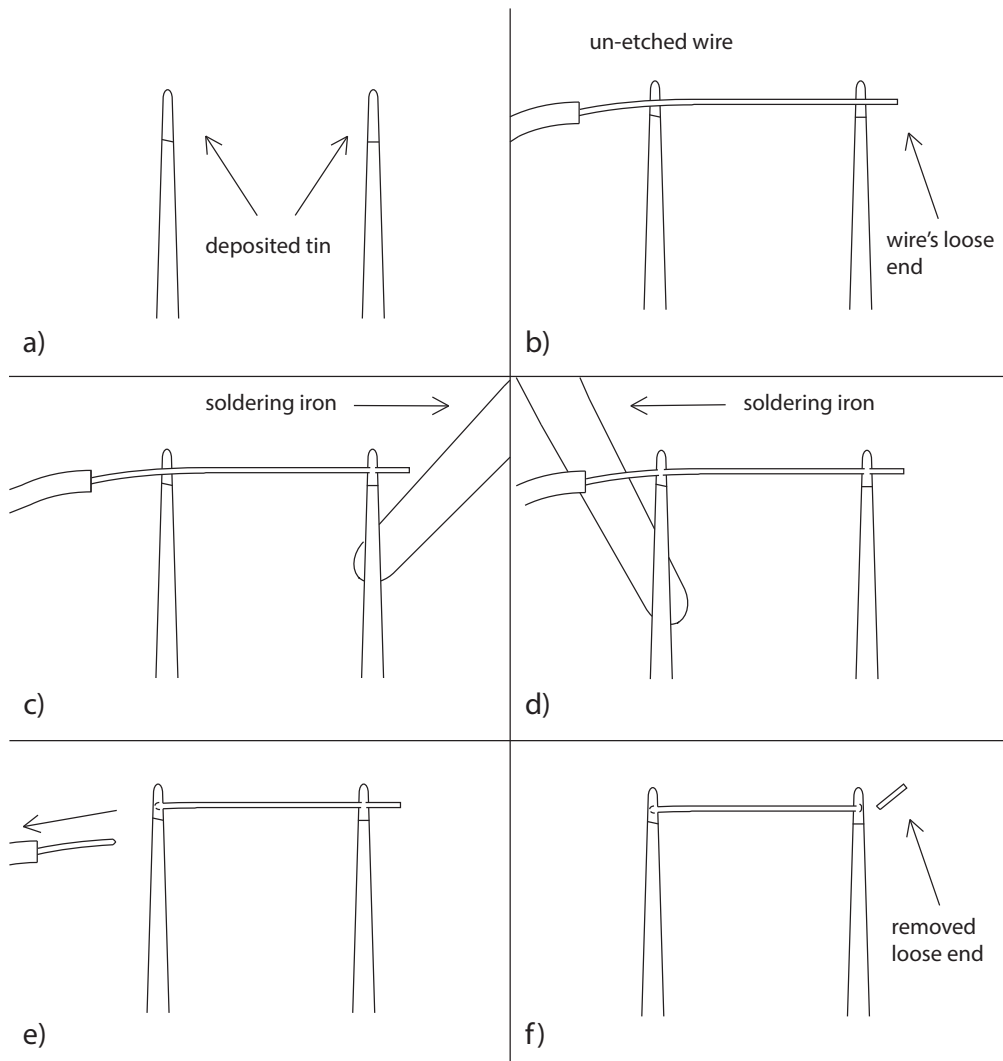 deposited tin
a)
un-etched wire
wire's loose
end
b)
soldering iron
c)
soldering iron
d)
e)
removed
loose end
f)